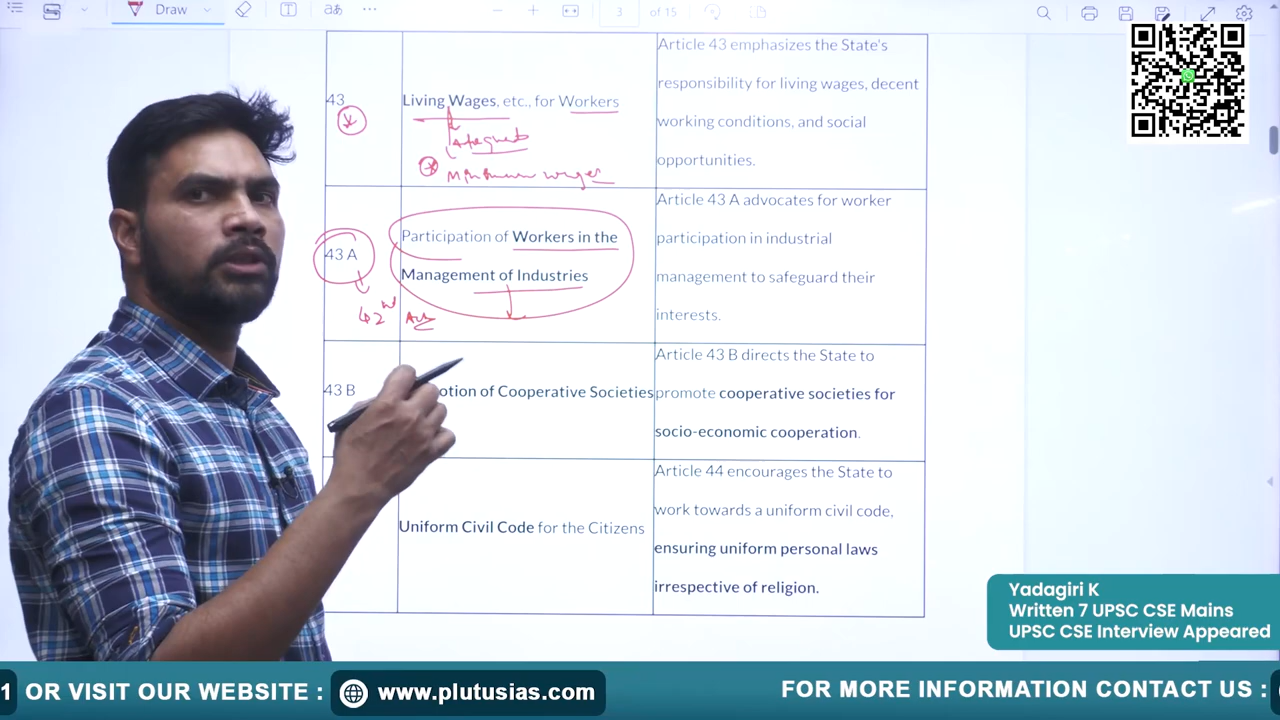 Draw
aあ
3 of 15
43
Living Wages, etc., for Workers
Minimum wages
Article 43 emphasizes the State's
responsibility for living wages, decent
working conditions, and social
opportunities.
43 A
42nd
Participation of Workers in the
Management of Industries
Article 43 A advocates for worker
participation in industrial
management to safeguard their
interests.
43 B
otion of Cooperative Societies
Article 43 B directs the State to
promote cooperative societies for
socio-economic cooperation.
Uniform Civil Code for the Citizens
Article 44 encourages the State to
work towards a uniform civil code,
ensuring uniform personal laws
irrespective of religion.
Yadagiri K
Written 7 UPSC CSE Mains
UPSC CSE Interview Appeared
1 OR VISIT OUR WEBSITE : www.plutusias.com FOR MORE INFORMATION CONTACT US :